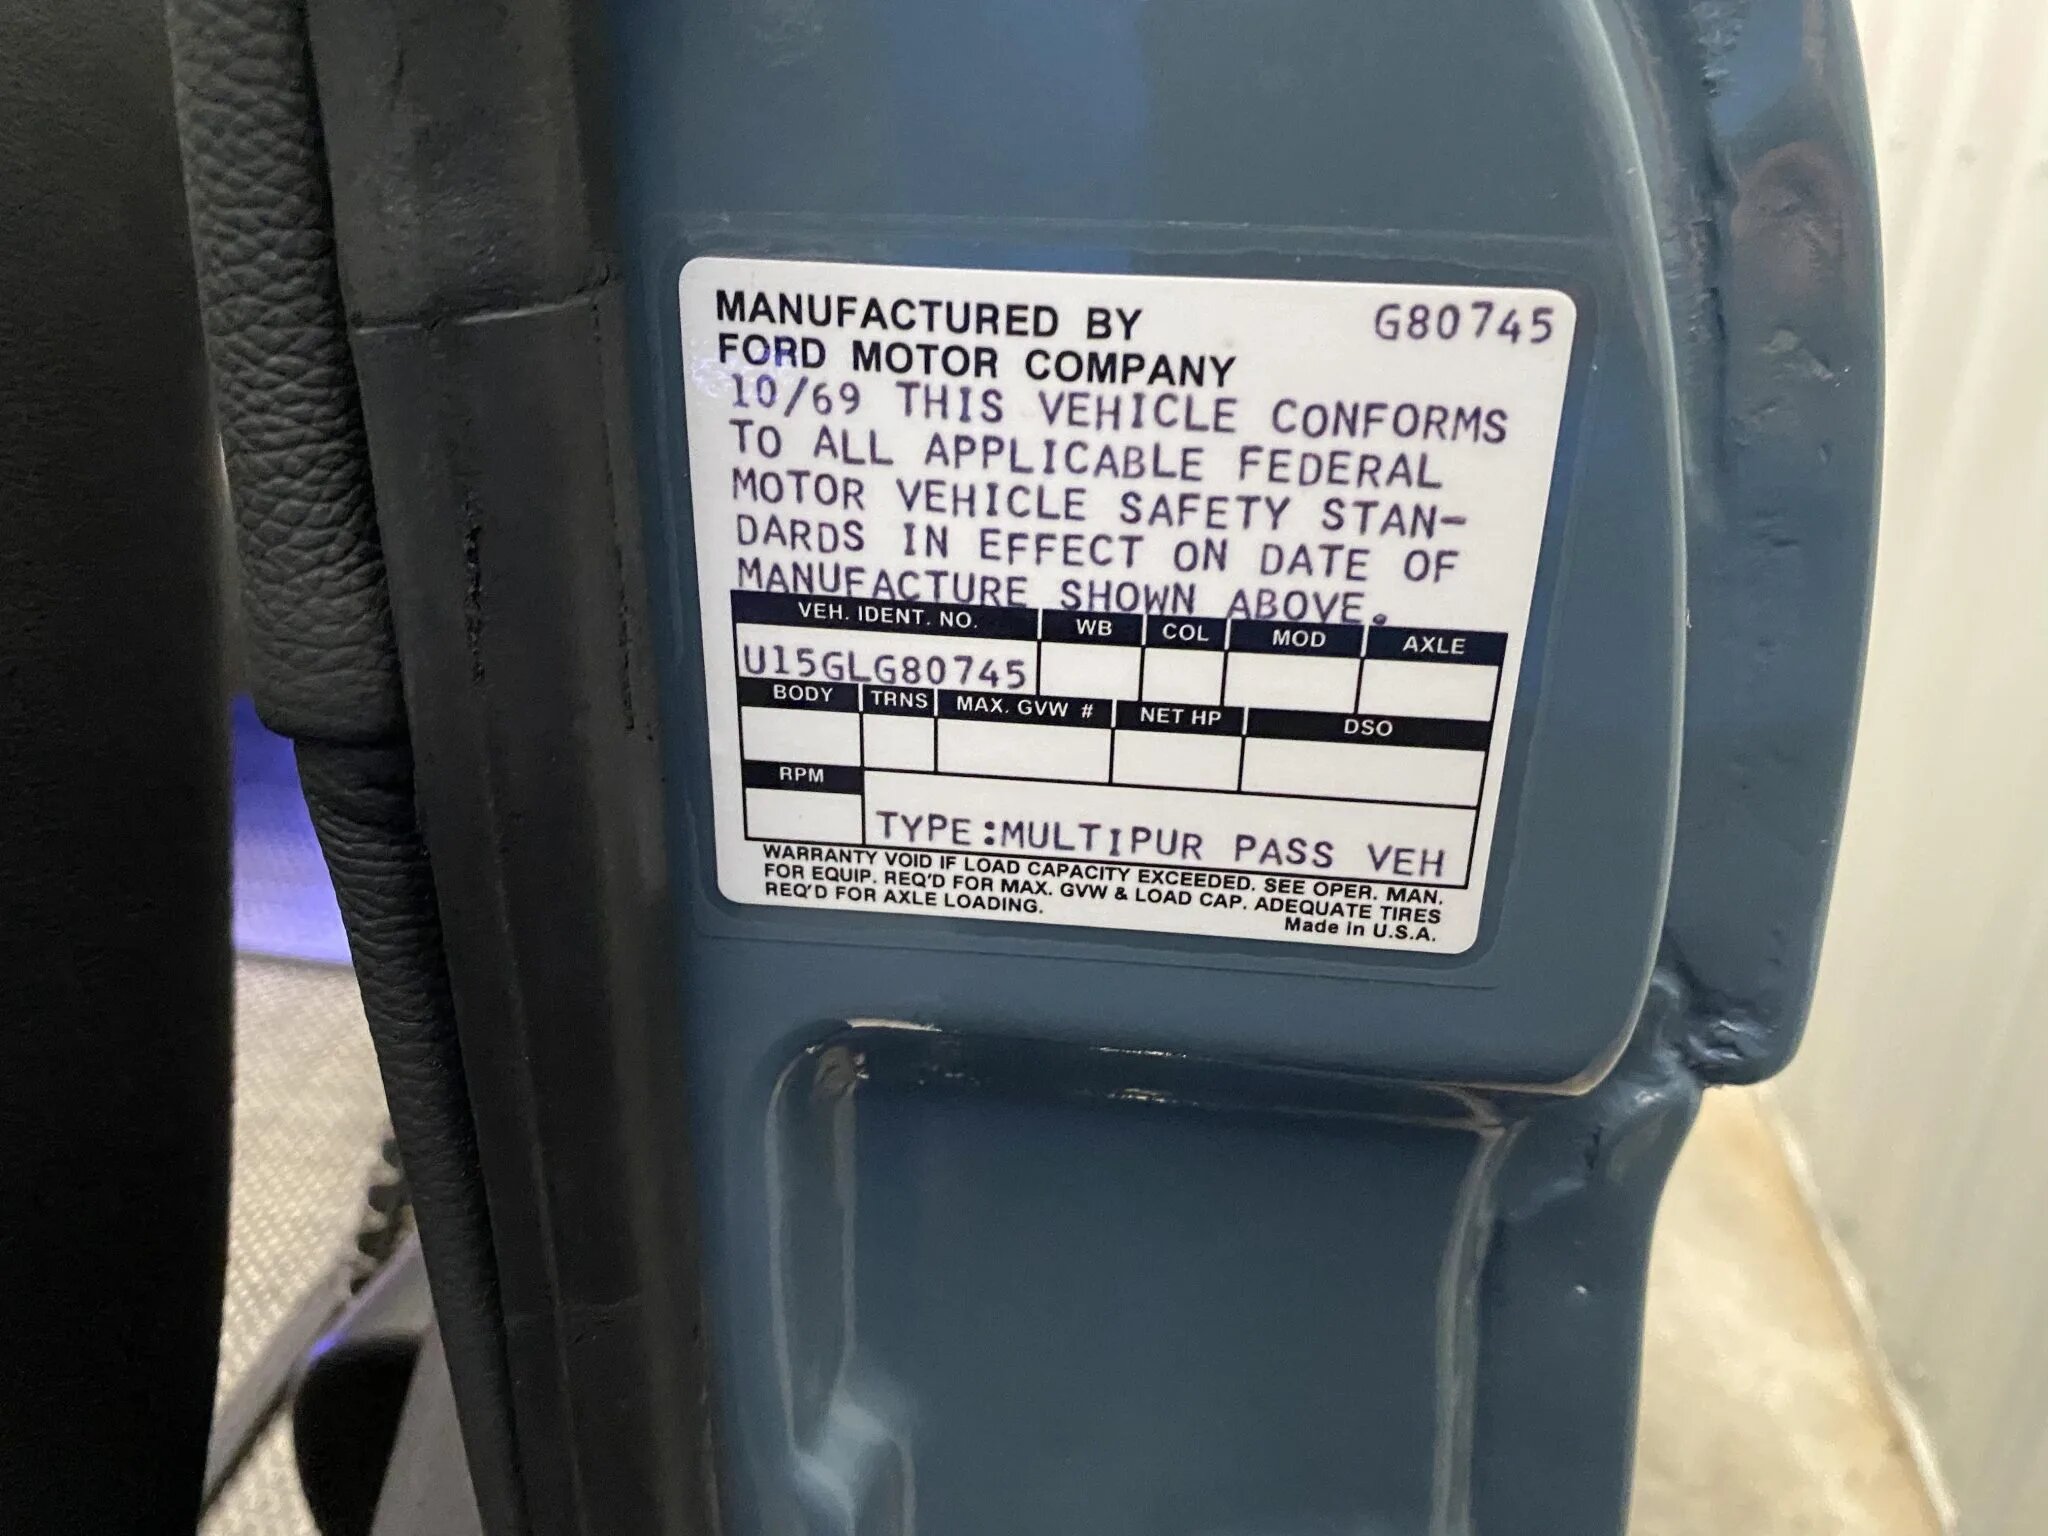 MANUFACTURED BY G80745
FORD MOTOR COMPANY
10/69 THIS VEHICLE CONFORMS
TO ALL APPLICABLE FEDERAL
MOTOR VEHICLE SAFETY STAN-
DARDS IN EFFECT ON DATE OF
MANUFACTURE SHOWN ABOVE.
VEH. IDENT. NO. WB COL MOD AXLE
U15GLG80745
BODY TRNS MAX. GVW # NET HP DSO
RPM
TYPE:MULTIPUR PASS VEH
WARRANTY VOID IF LOAD CAPACITY EXCEEDED. SEE OPER. MAN.
FOR EQUIP. REQ'D FOR MAX. GVW & LOAD CAP. ADEQUATE TIRES
REQ'D FOR AXLE LOADING.
Made in U.S.A.